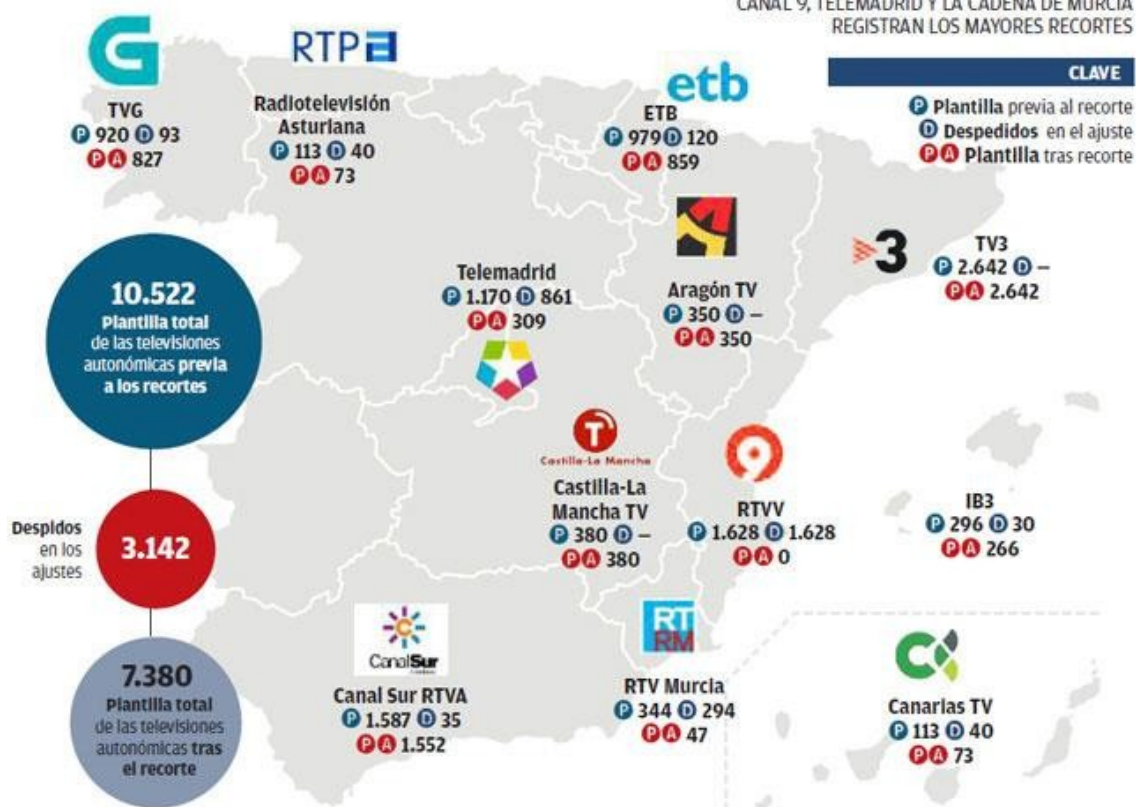 CANAL 9, TELEMADRID Y LA CADENA DE MURCIA
REGISTRAN LOS MAYORES RECORTES
CLAVE
P Plantilla previa al recorte
D Despedidos en el ajuste
P A Plantilla tras recorte
G
TVG
P 920 D 93
P A 827
RTPA
Radiotelevisión
Asturiana
P 113 D 40
P A 73
etb
ETB
P 979 D 120
P A 859
3
TV3
P 2.642 D –
P A 2.642
Aragón TV
P 350 D –
P A 350
Telemadrid
P 1.170 D 861
P A 309
10.522
Plantilla total
de las televisiones
autonómicas previa
a los recortes
T
Castilla-La Mancha
Castilla-La
Mancha TV
P 380 D –
P A 380
9
RTVV
P 1.628 D 1.628
P A 0
IB3
P 296 D 30
P A 266
Despidos
en los
ajustes
3.142
7.380
Plantilla total
de las televisiones
autonómicas tras
el recorte
CanalSur
Canal Sur RTVA
P 1.587 D 35
P A 1.552
RT
RM
RTV Murcia
P 344 D 294
P A 47
Canarias TV
P 113 D 40
P A 73